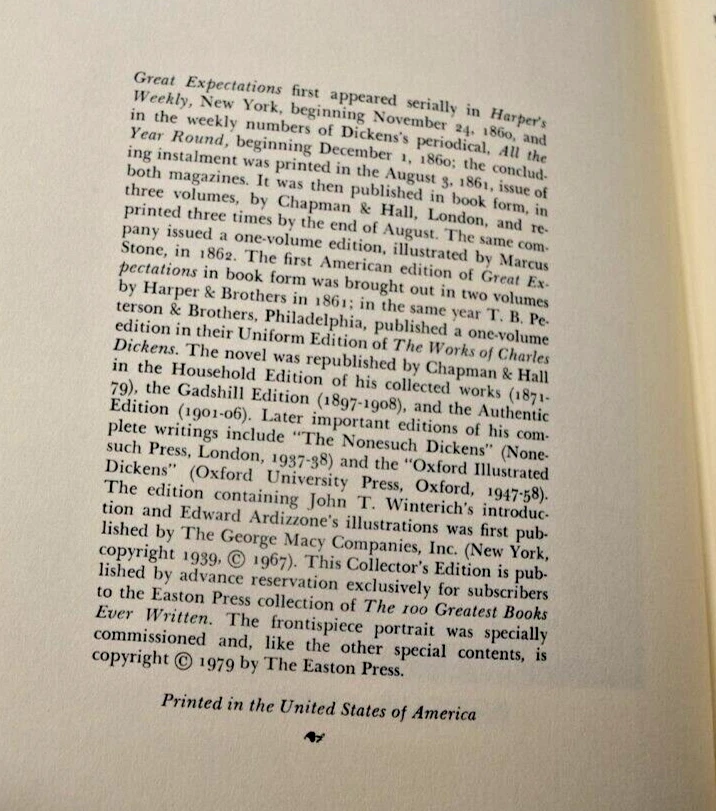 Great Expectations first appeared serially in Harper's
Weekly, New York, beginning November 24, 1860, and
in the weekly numbers of Dickens's periodical, All the
Year Round, beginning December 1, 1860; the conclud-
ing instalment was printed in the August 3, 1861, issue of
both magazines. It was then published in book form, in
three volumes, by Chapman & Hall, London, and re-
printed three times by the end of August. The same com-
pany issued a one-volume edition, illustrated by Marcus
Stone, in 1862. The first American edition of Great Ex-
pectations in book form was brought out in two volumes
by Harper & Brothers in 1861; in the same year T. B. Pe-
terson & Brothers, Philadelphia, published a one-volume
edition in their Uniform Edition of The Works of Charles
Dickens. The novel was republished by Chapman & Hall
in the Household Edition of his collected works (1871-
79), the Gadshill Edition (1897-1908), and the Authentic
Edition (1901-06). Later important editions of his com-
plete writings include "The Nonesuch Dickens" (None-
such Press, London, 1937-38) and the "Oxford Illustrated
Dickens" (Oxford University Press, Oxford, 1947-58).
The edition containing John T. Winterich's introduc-
tion and Edward Ardizzone's illustrations was first pub-
lished by The George Macy Companies, Inc. (New York,
copyright 1939, © 1967). This Collector's Edition is pub-
lished by advance reservation exclusively for subscribers
to the Easton Press collection of The 100 Greatest Books
Ever Written. The frontispiece portrait was specially
commissioned and, like the other special contents, is
copyright © 1979 by The Easton Press.
Printed in the United States of America